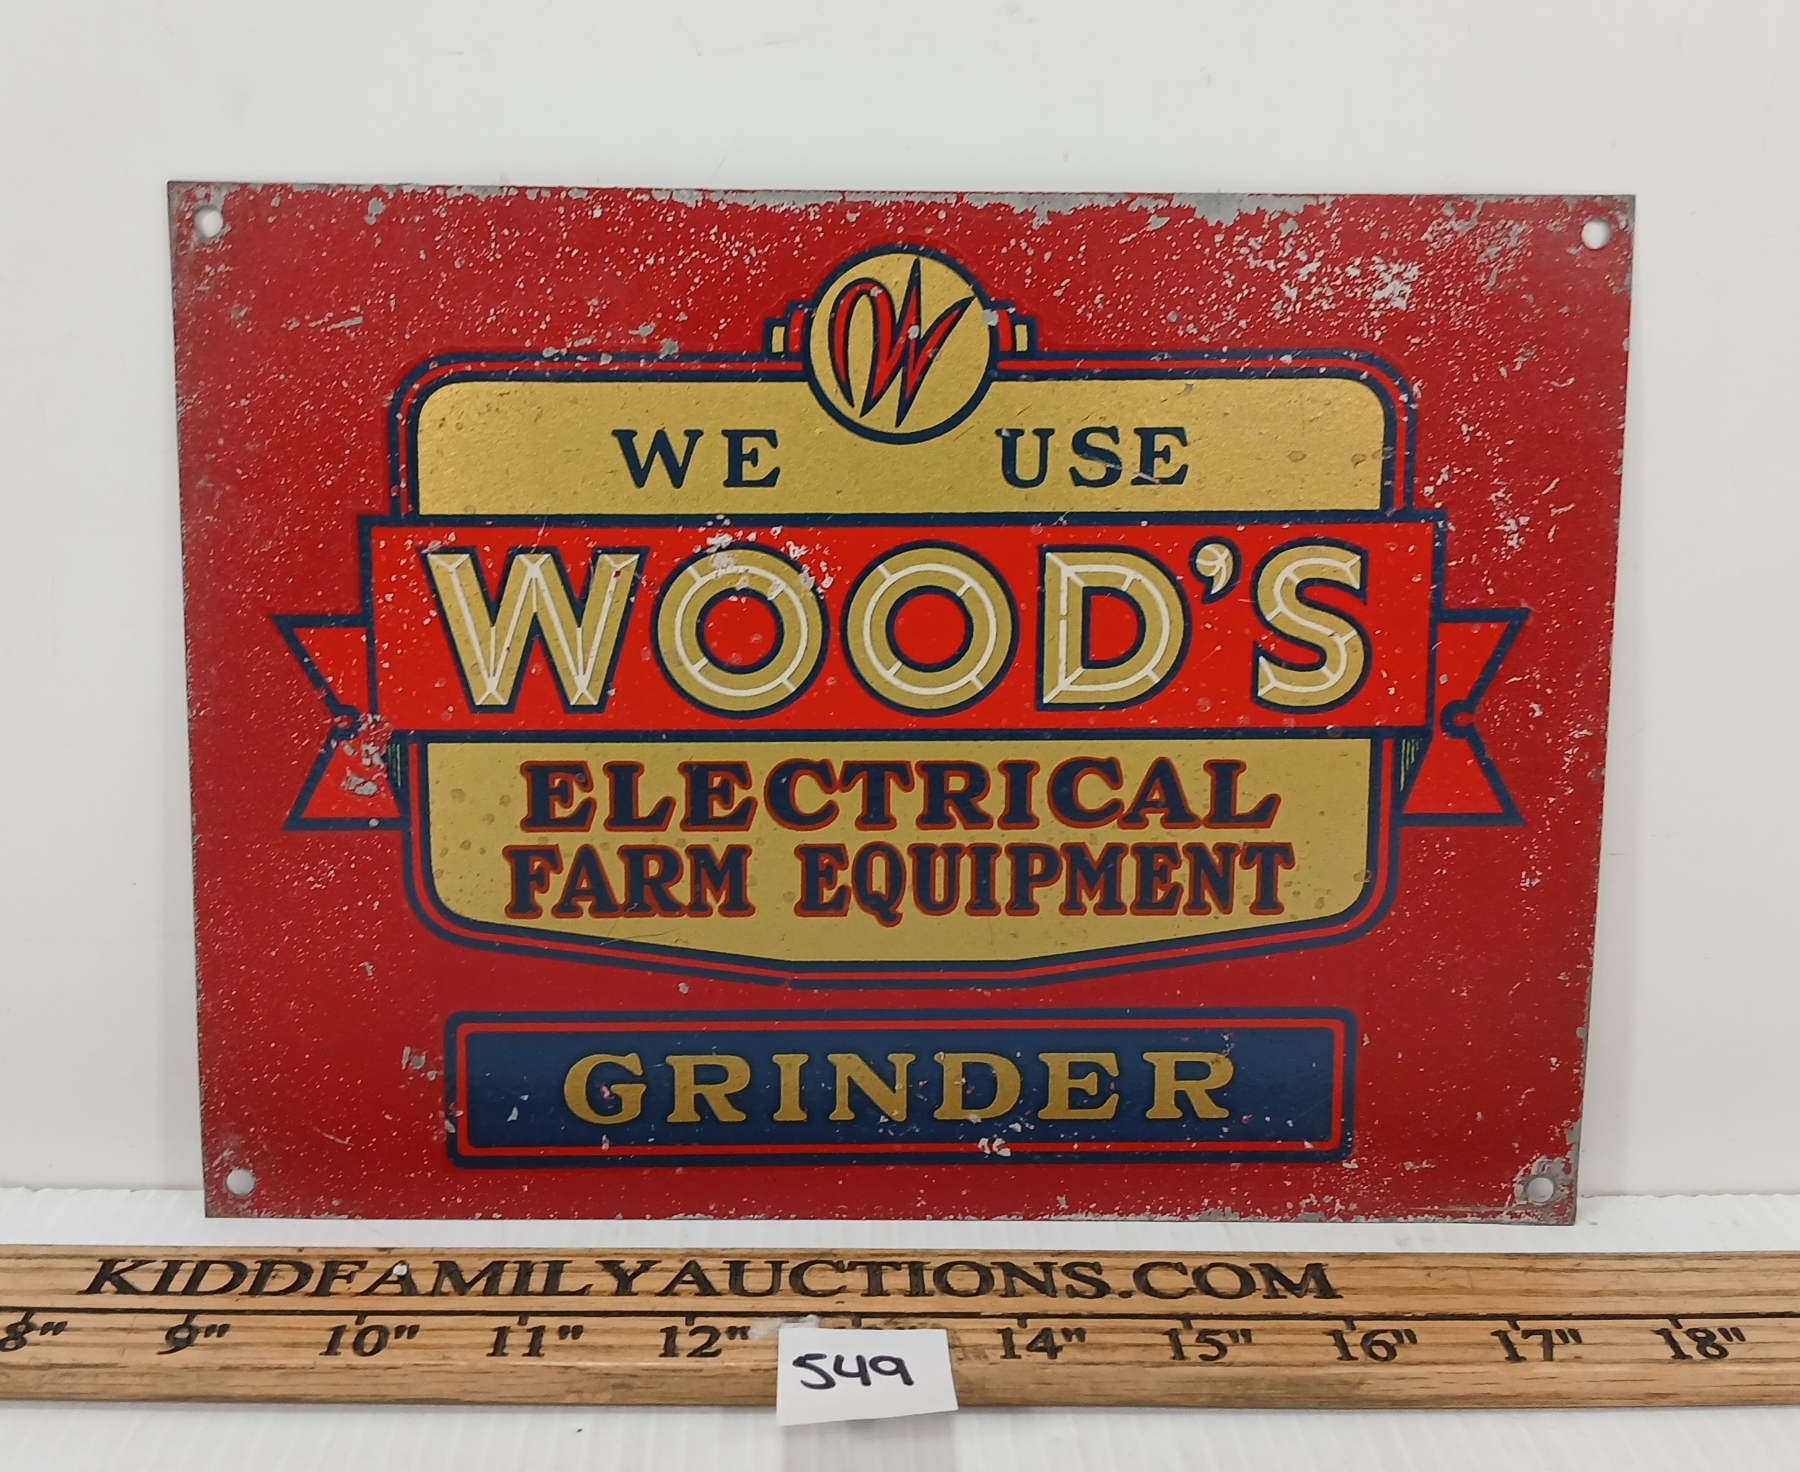 W
WE USE
WOOD'S
ELECTRICAL
FARM EQUIPMENT
GRINDER
KIDDFAMILYAUCTIONS.COM
8" 9" 10" 11" 12" 14" 15" 16" 17" 18"
549